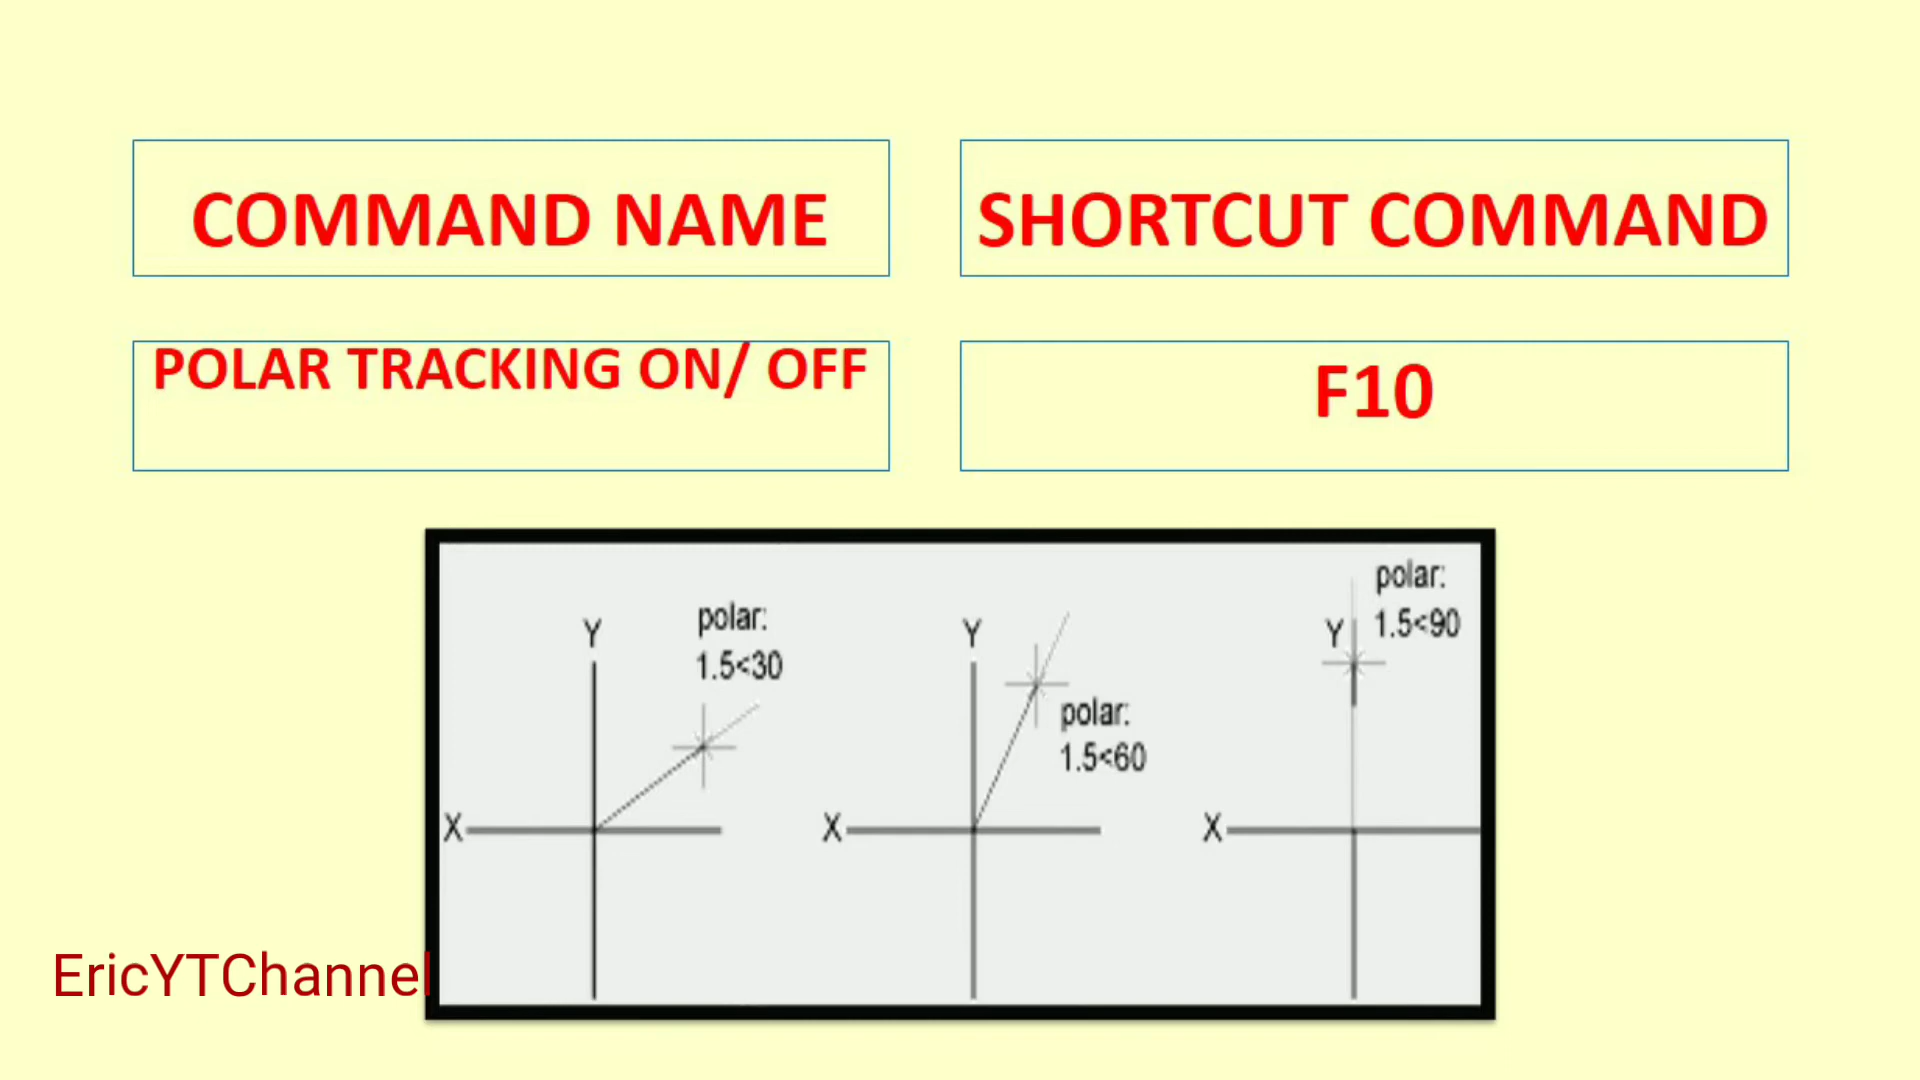 COMMAND NAME
SHORTCUT COMMAND
POLAR TRACKING ON/ OFF
F10
polar:
1.5<30
Y
X
polar:
1.5<60
Y
X
polar:
1.5<90
Y
X
EricYTChannel